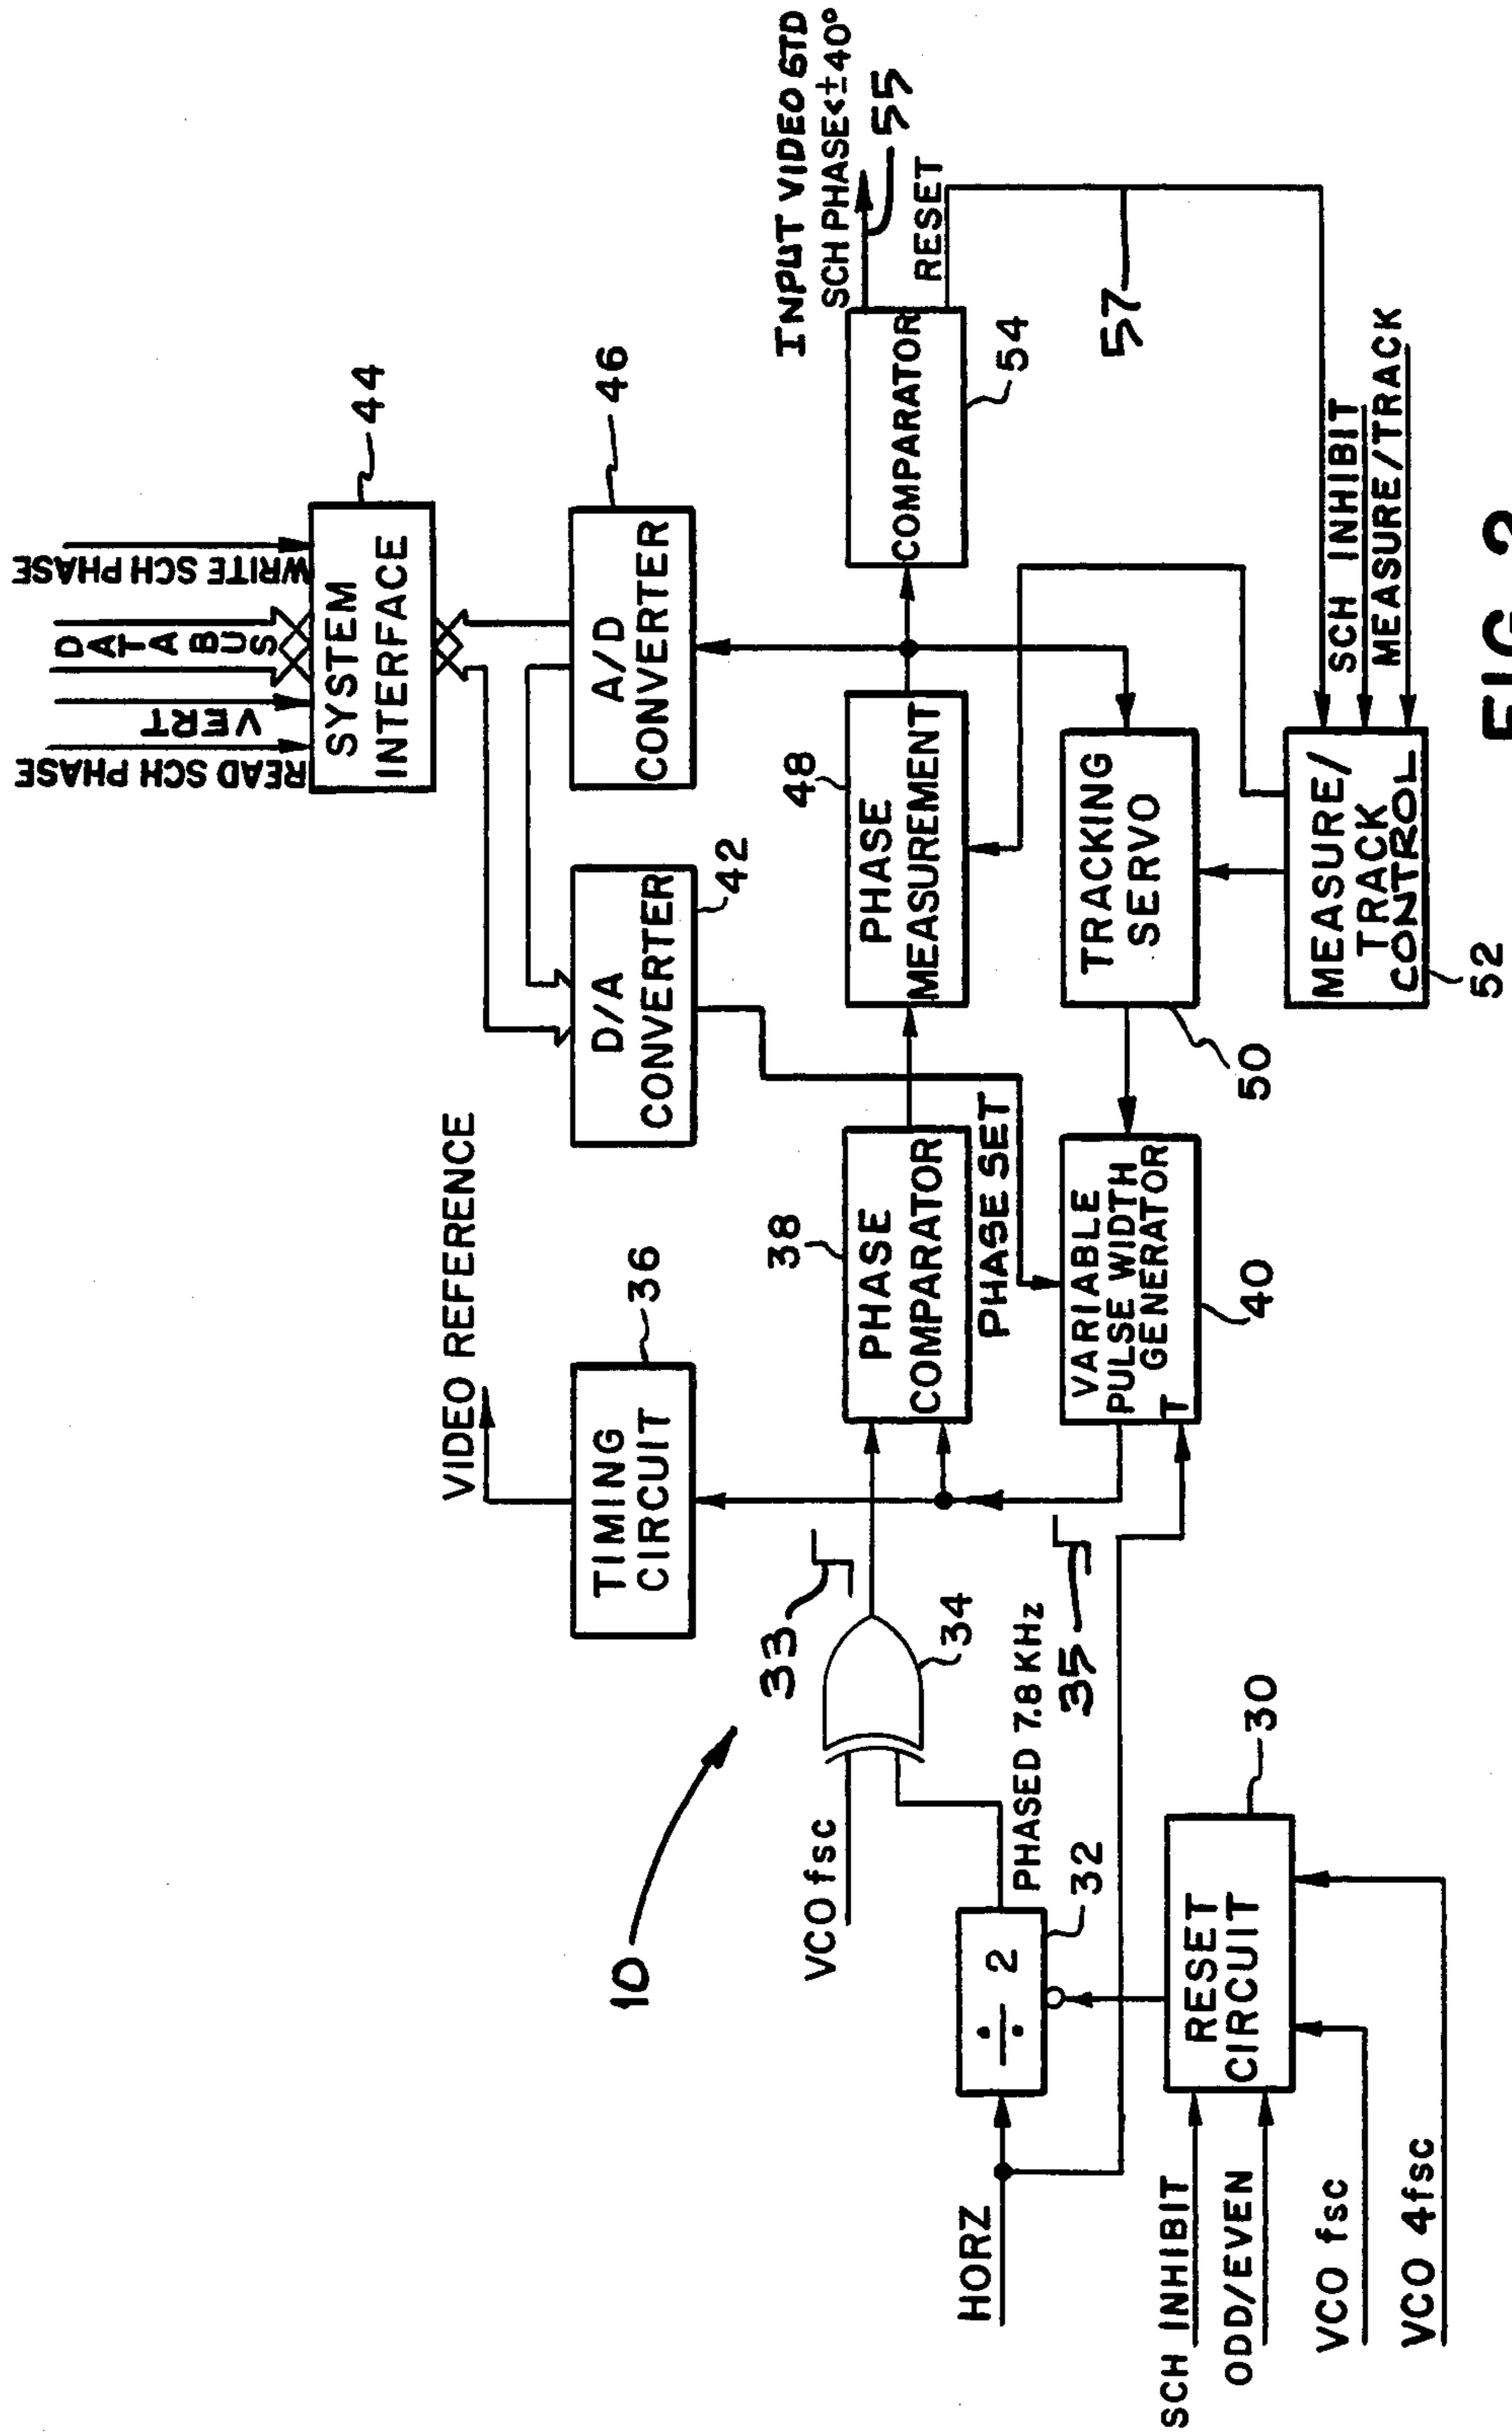 READ SCH PHASE
VERT
DATA BUS
WRITE SCH PHASE
SYSTEM
INTERFACE
44
VIDEO REFERENCE
TIMING
CIRCUIT
36
D/A
CONVERTER
42
A/D
CONVERTER
46
10
33
VCO fsc
34
38
PHASE
COMPARATOR
48
PHASE
MEASUREMENT
COMPARATOR
54
INPUT VIDEO STD
SCH PHASE<±40°
55
RESET
57
HORZ
÷ 2
32
PHASED 7.8 KHz
35
PHASE SET
VARIABLE
PULSE WIDTH
GENERATOR
T
40
TRACKING
SERVO
50
SCH INHIBIT
ODD/EVEN
VCO fsc
VCO 4fsc
RESET
CIRCUIT
30
MEASURE/
TRACK
CONTROL
52
SCH INHIBIT
MEASURE/TRACK